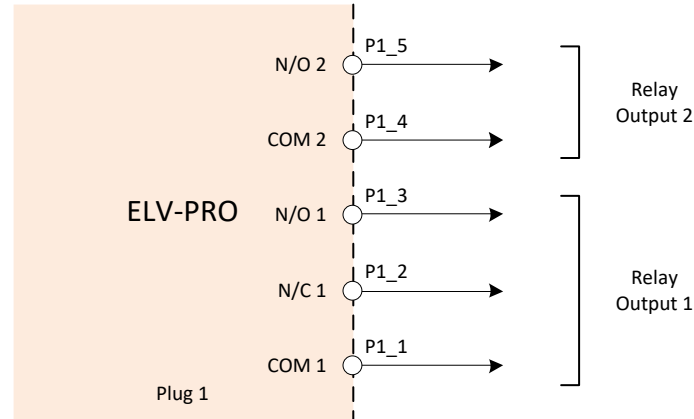 P1_5
N/O 2
Relay
Output 2
P1_4
COM 2
P1_3
ELV-PRO
N/O 1
P1_2
N/C 1
Relay
Output 1
P1_1
COM 1
Plug 1